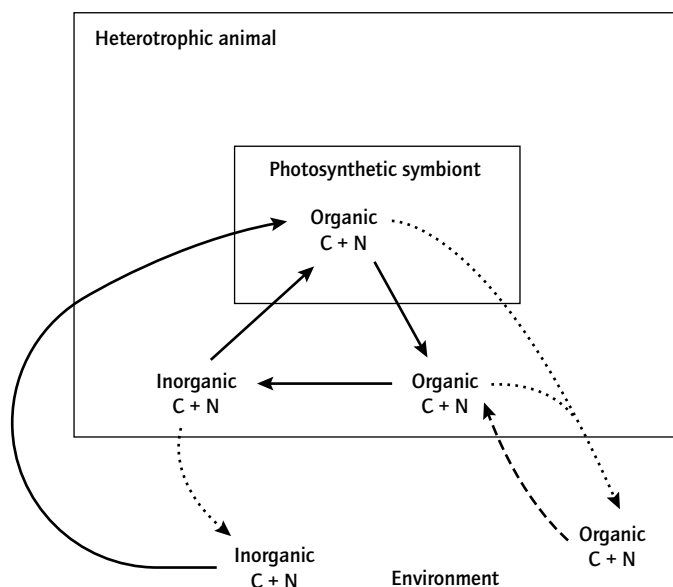 Heterotrophic animal
Photosynthetic symbiont
Organic
C + N
Inorganic
C + N
Organic
C + N
Inorganic
C + N
Environment
Organic
C + N